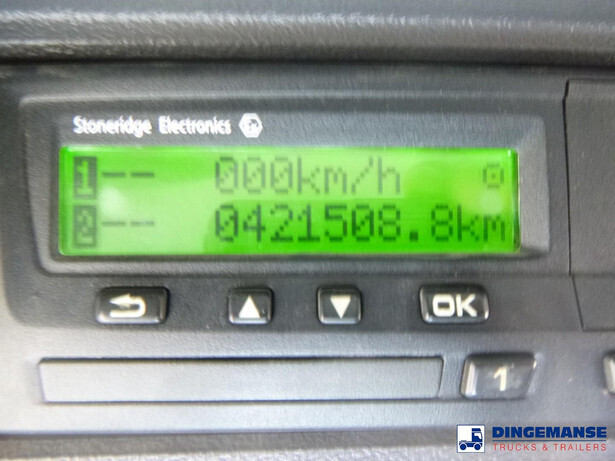 Stoneridge Electronics
1 -- 000km/h
2 -- 0421508.8km
OK
1
DINGEMANSE
TRUCKS & TRAILERS